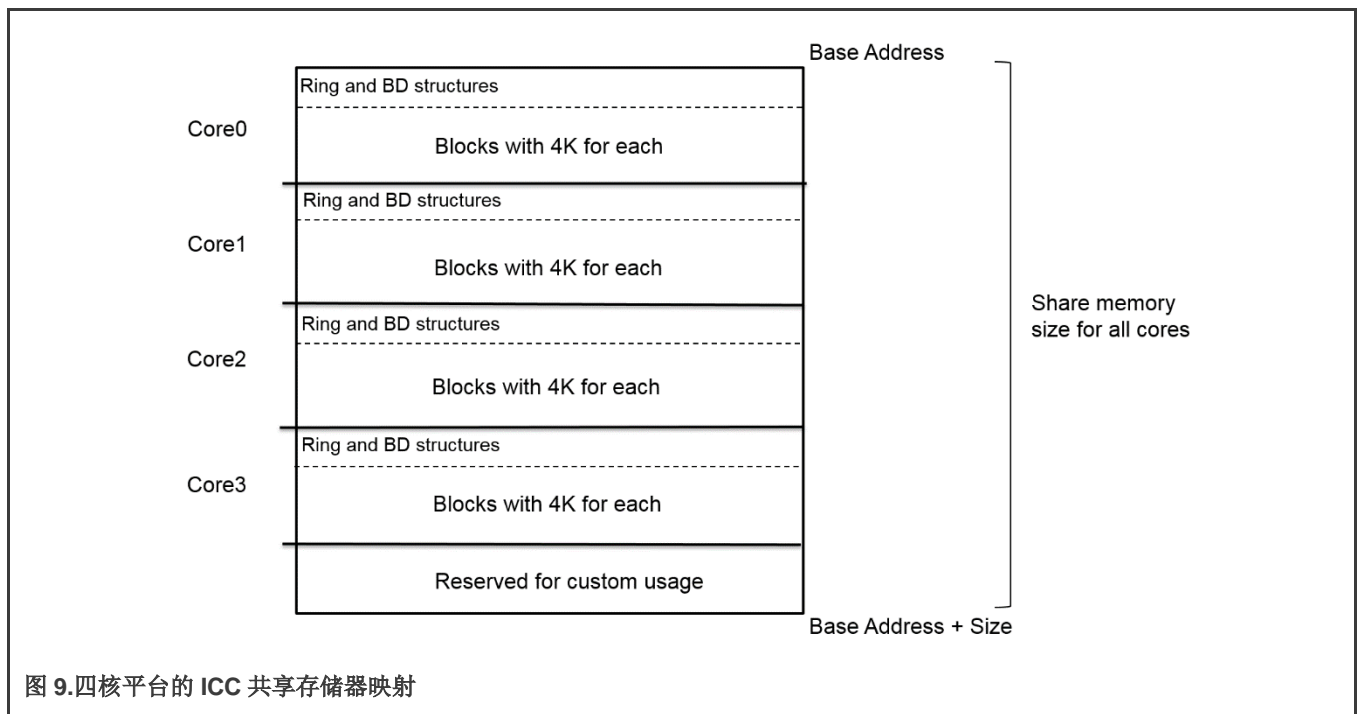 Base Address
Ring and BD structures
Core0
Blocks with 4K for each
Ring and BD structures
Core1
Blocks with 4K for each
Share memory
size for all cores
Ring and BD structures
Core2
Blocks with 4K for each
Ring and BD structures
Core3
Blocks with 4K for each
Reserved for custom usage
Base Address + Size
图 9.四核平台的 ICC 共享存储器映射